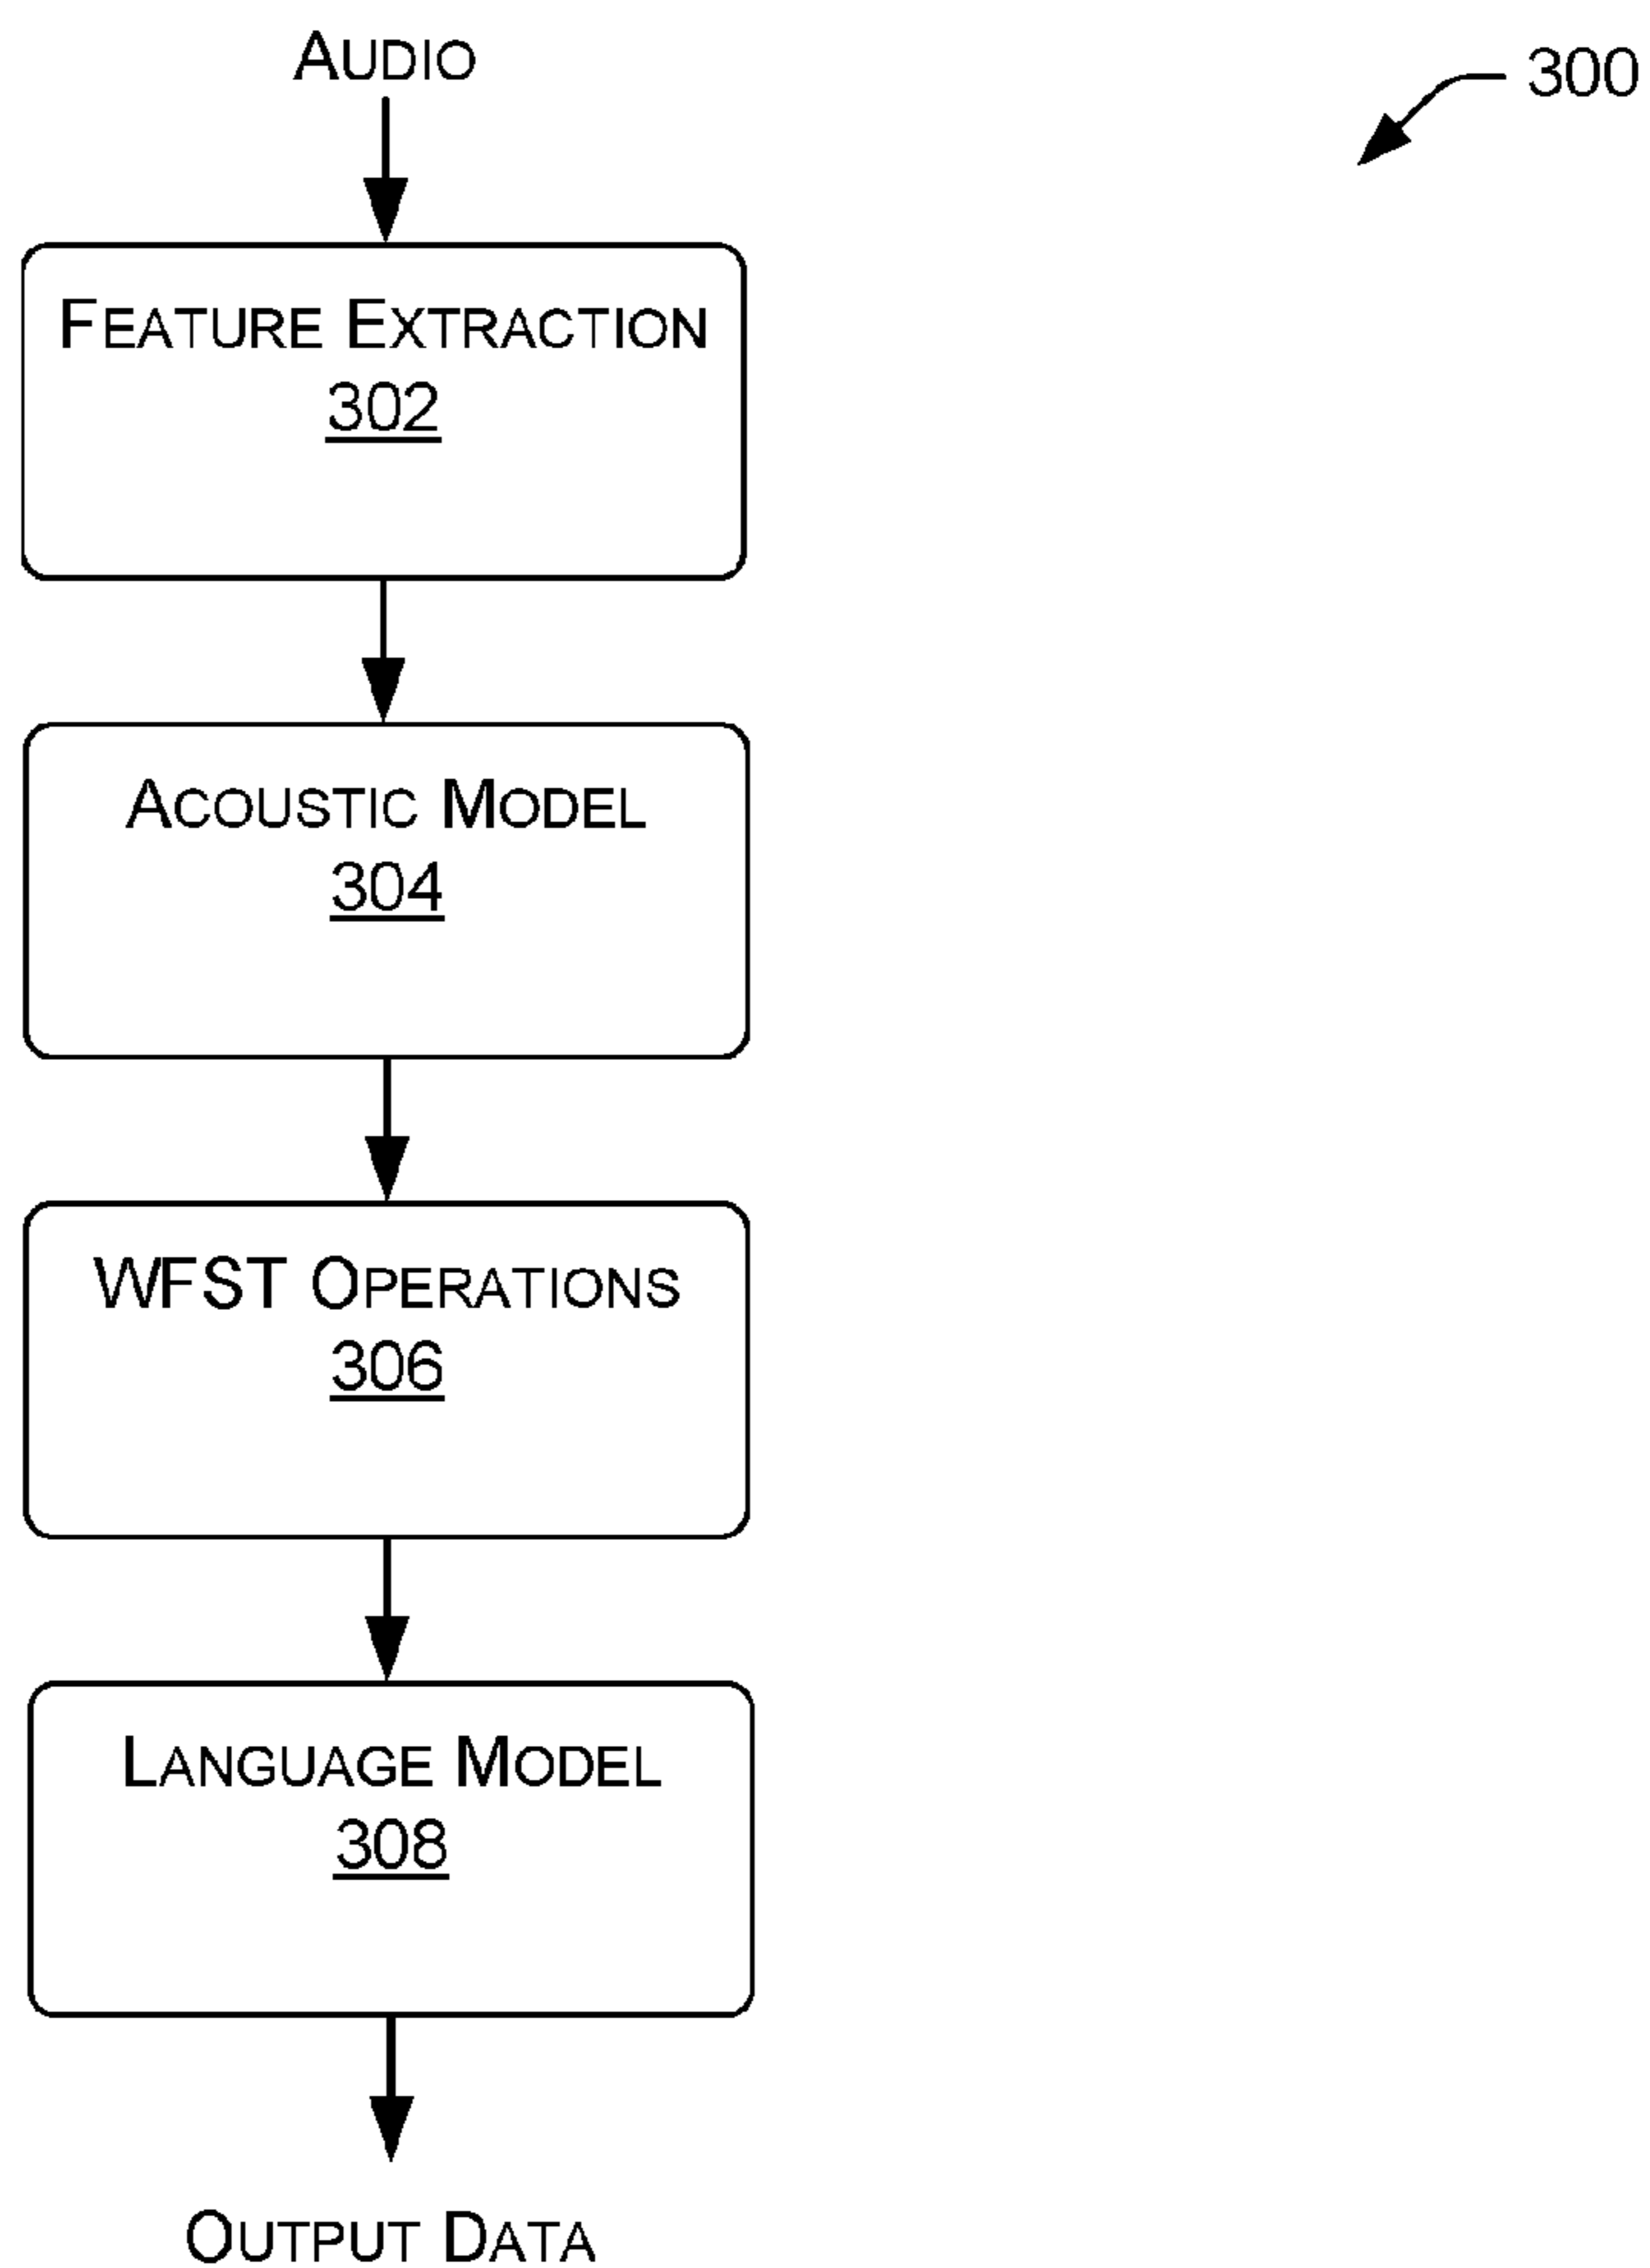 AUDIO
300
FEATURE EXTRACTION
302
ACOUSTIC MODEL
304
WFST OPERATIONS
306
LANGUAGE MODEL
308
OUTPUT DATA